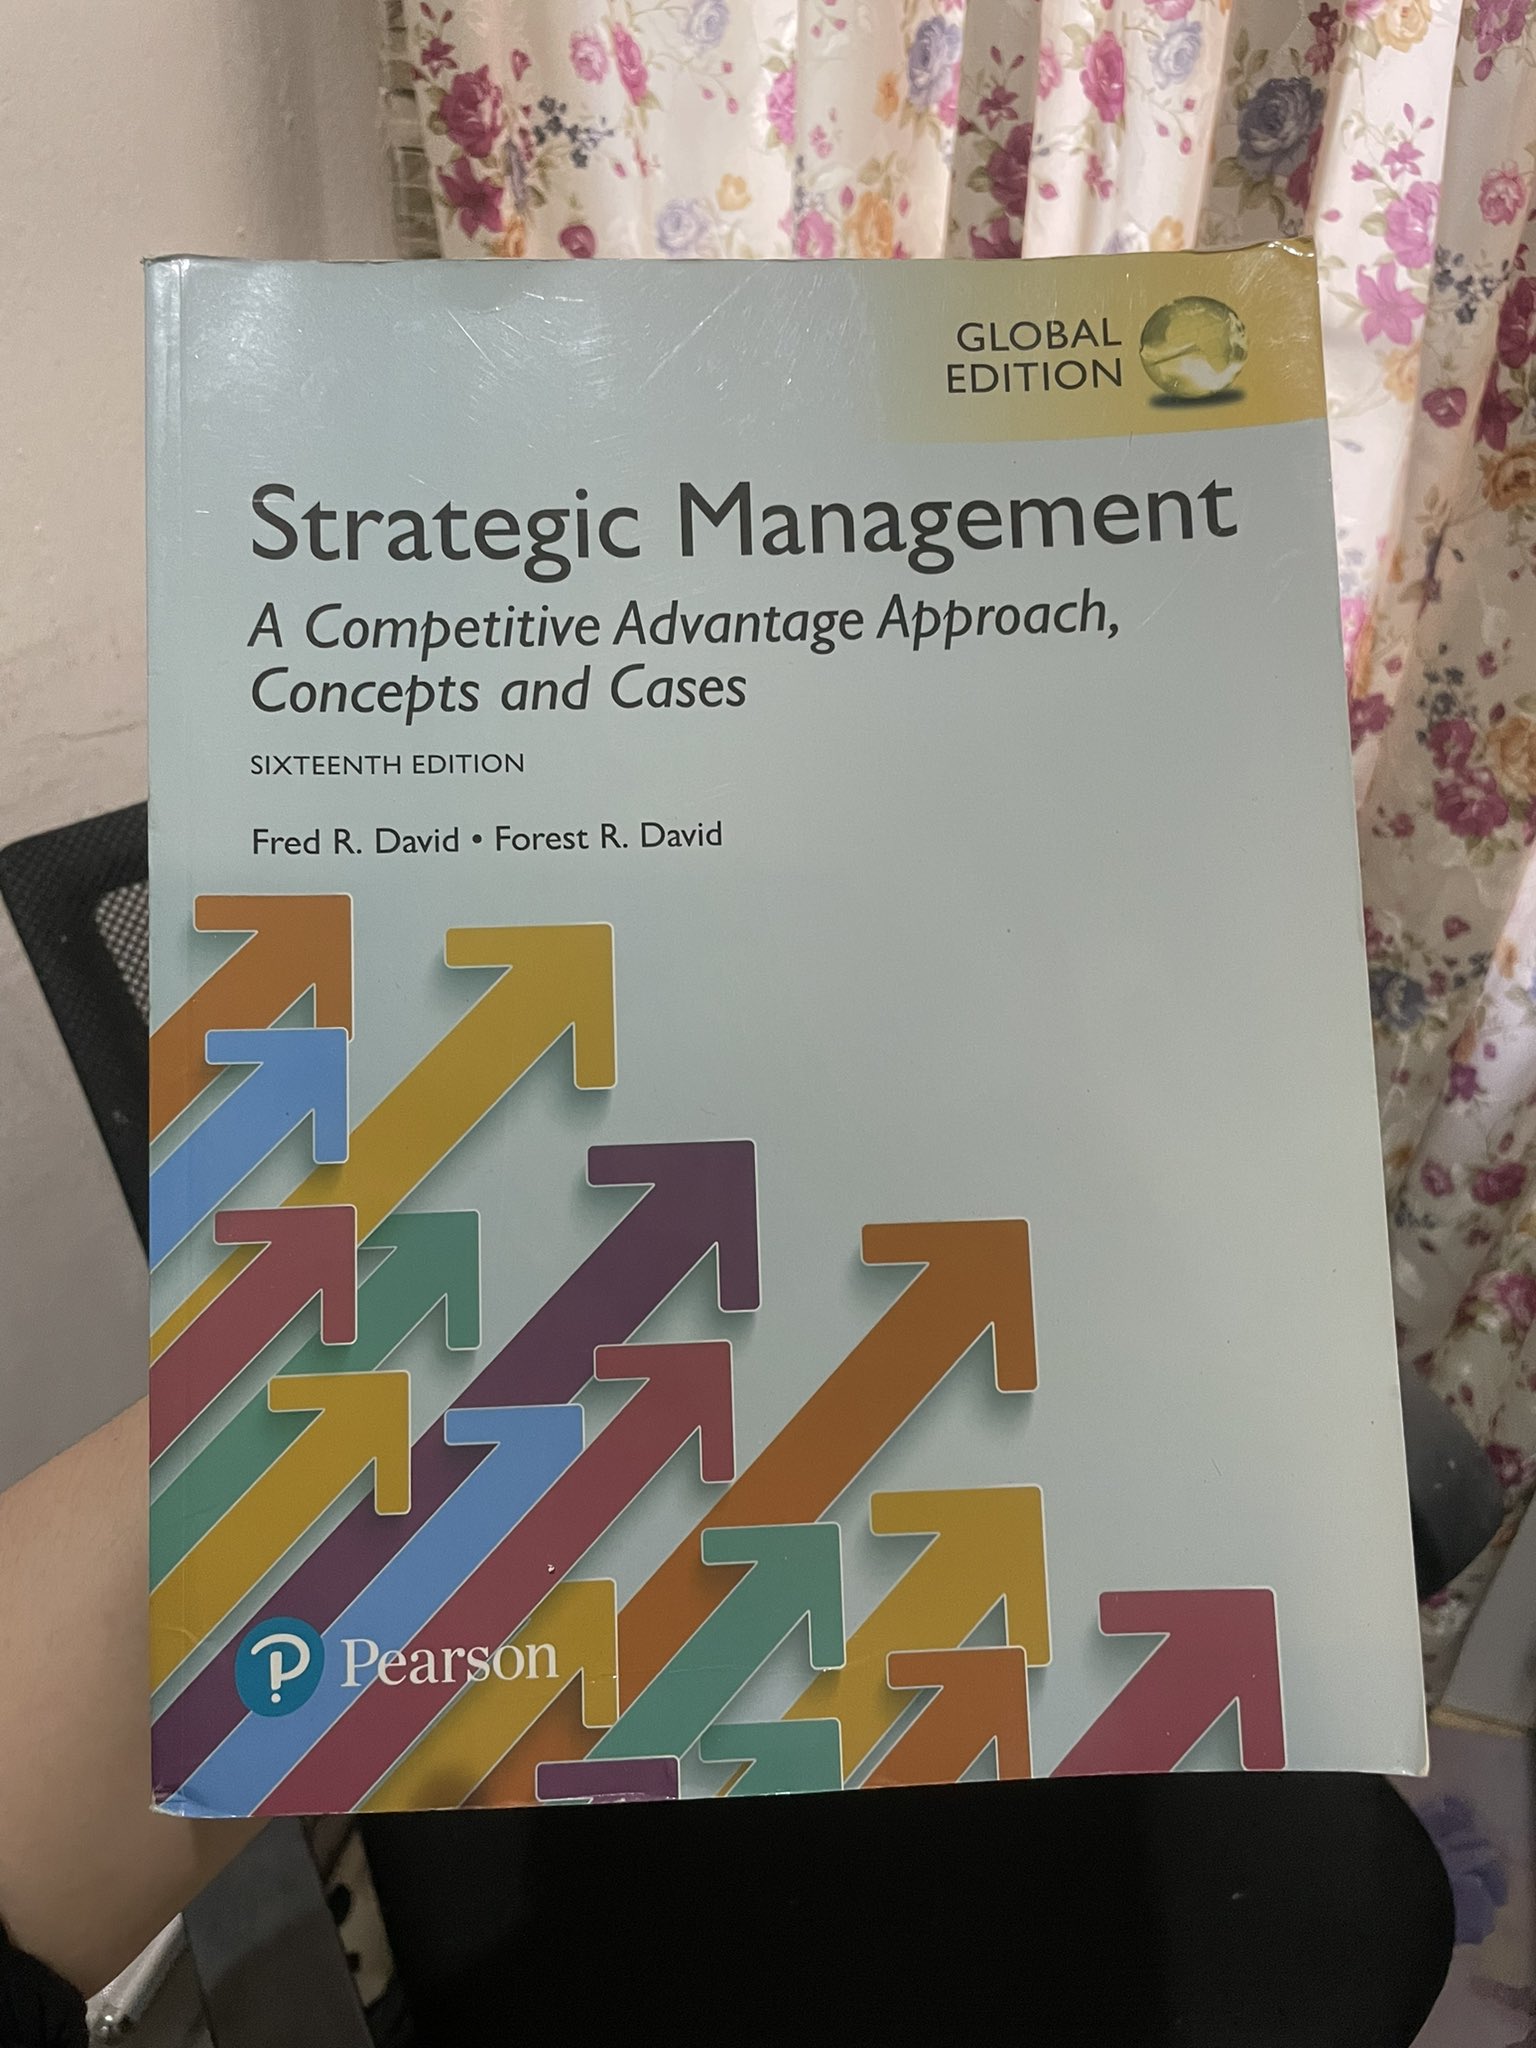 GLOBAL
EDITION
Strategic Management
A Competitive Advantage Approach,
Concepts and Cases
SIXTEENTH EDITION
Fred R. David • Forest R. David
P Pearson